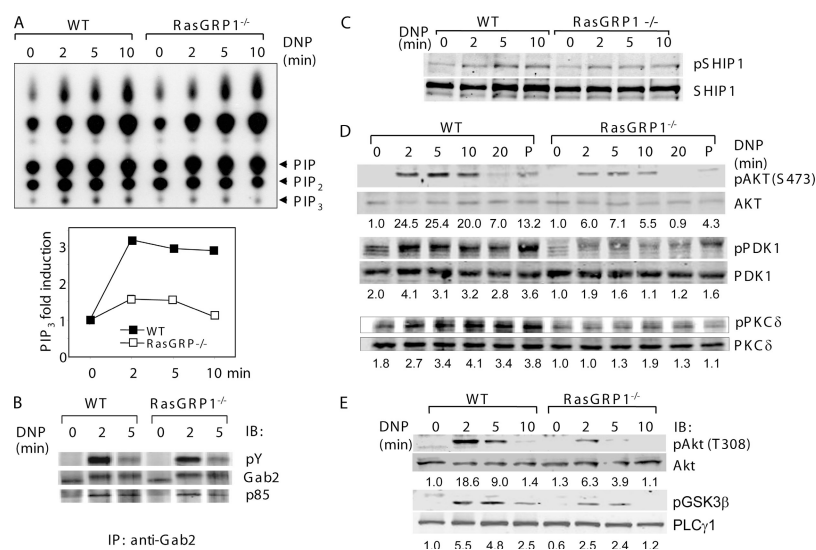 A
WT RasGRP1-/-
DNP (min)
0 2 5 10 0 2 5 10
PIP
PIP2
PIP3
PIP3 fold induction
3
2
1
0
WT
RasGRP-/-
0 2 5 10 min
B
WT RasGRP1-/-
DNP (min) 0 2 5 0 2 5 IB:
pY
Gab2
p85
IP: anti-Gab2
C
WT RasGRP1 -/-
DNP (min) 0 2 5 10 0 2 5 10
pSHIP1
SHIP1
D
WT RasGRP1-/-
0 2 5 10 20 P 0 2 5 10 20 P DNP (min)
pAKT(S473)
AKT
1.0 24.5 25.4 20.0 7.0 13.2 1.0 6.0 7.1 5.5 0.9 4.3
pPDK1
PDK1
2.0 4.1 3.1 3.2 2.8 3.6 1.0 1.9 1.6 1.1 1.2 1.6
pPKCδ
PKCδ
1.8 2.7 3.4 4.1 3.4 3.8 1.0 1.0 1.3 1.9 1.3 1.1
E
WT RasGRP1-/-
DNP (min) 0 2 5 10 0 2 5 10 IB:
pAkt (T308)
Akt
1.0 18.6 9.0 1.4 1.3 6.3 3.9 1.1
pGSK3β
PLCγ1
1.0 5.5 4.8 2.5 0.6 2.5 2.4 1.2